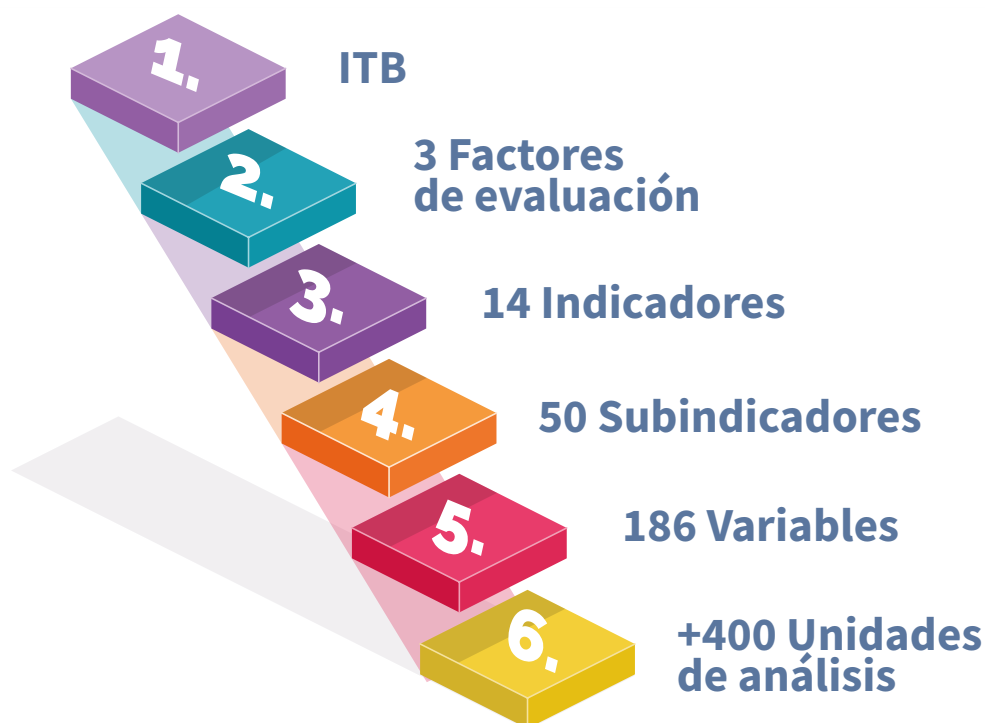 1. ITB
2. 3 Factores
de evaluación
3. 14 Indicadores
4. 50 Subindicadores
5. 186 Variables
6. +400 Unidades
de análisis